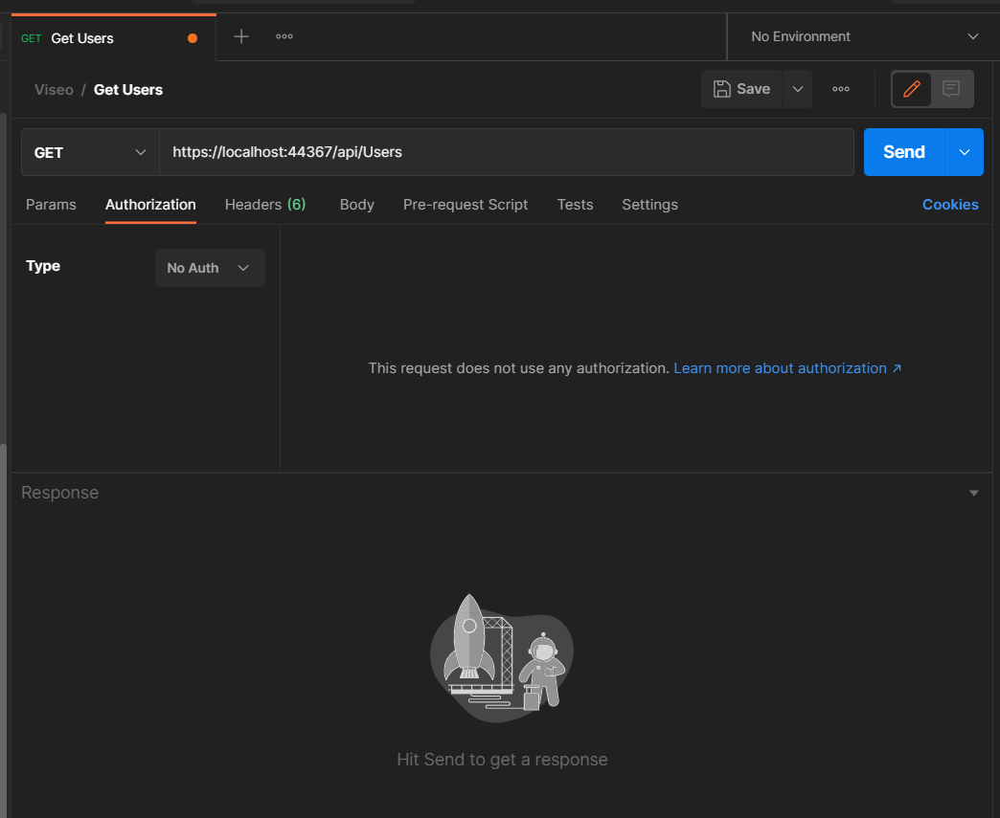 GET Get Users No Environment
Viseo / Get Users Save
GET https://localhost:44367/api/Users Send
Params Authorization Headers (6) Body Pre-request Script Tests Settings Cookies
Type No Auth
This request does not use any authorization. Learn more about authorization ↗
Response
Hit Send to get a response